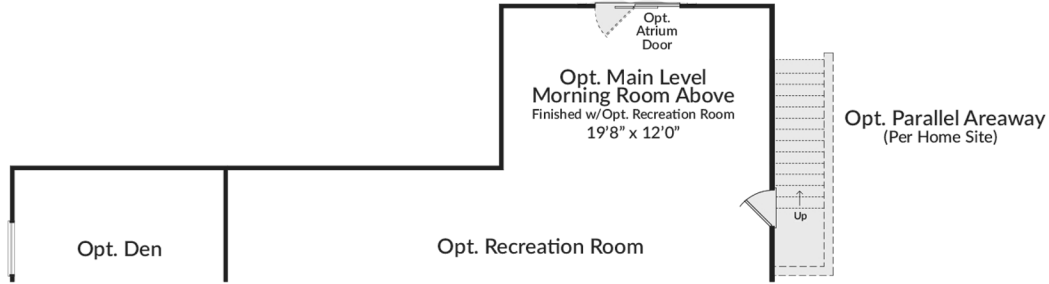 Opt.
Atrium
Door
Opt. Main Level
Morning Room Above
Finished w/Opt. Recreation Room
19’8” x 12’0”
Opt. Parallel Areaway
(Per Home Site)
Up
Opt. Den
Opt. Recreation Room